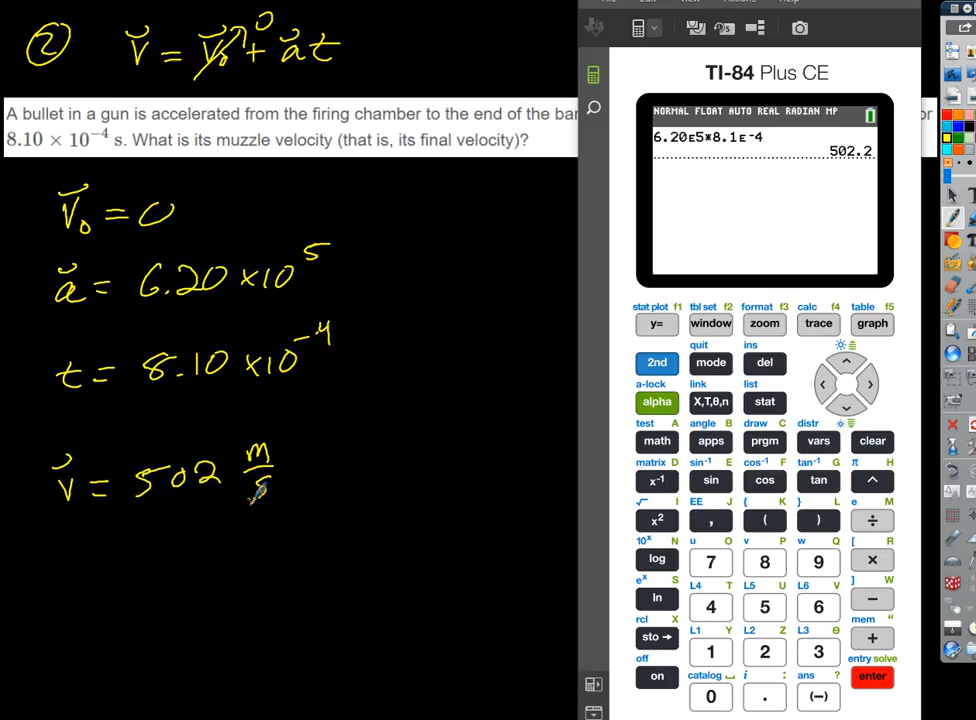 ② v⃗ = v⃗₀ 0 + a⃗t
A bullet in a gun is accelerated from the firing chamber to the end of the
8.10 × 10⁻⁴ s. What is its muzzle velocity (that is, its final velocity)?
v⃗₀ = 0
a⃗ = 6.20 × 10⁵
t = 8.10 × 10⁻⁴
v⃗ = 502 m/s
TI-84 Plus CE
NORMAL FLOAT AUTO REAL RADIAN MP
6.20ᴇ5*8.1ᴇ-4
502.2
stat plot f1 tbl set f2 format f3 calc f4 table f5
y= window zoom trace graph
quit ins
2nd mode del
a-lock link list
alpha X,T,θ,n stat
test A angle B draw C distr
math apps prgm vars clear
matrix D sin⁻¹ E cos⁻¹ F tan⁻¹ G π H
x⁻¹ sin cos tan ^
√ I EE J { K } L e M
x² , ( ) ÷
10ˣ N u O v P w Q [ R
log 7 8 9 ×
eˣ S L4 T L5 U L6 V ] W
ln 4 5 6 −
rcl X L1 Y L2 Z L3 θ mem "
sto → 1 2 3 +
off catalog i : ans ? entry solve
on 0 . (−) enter